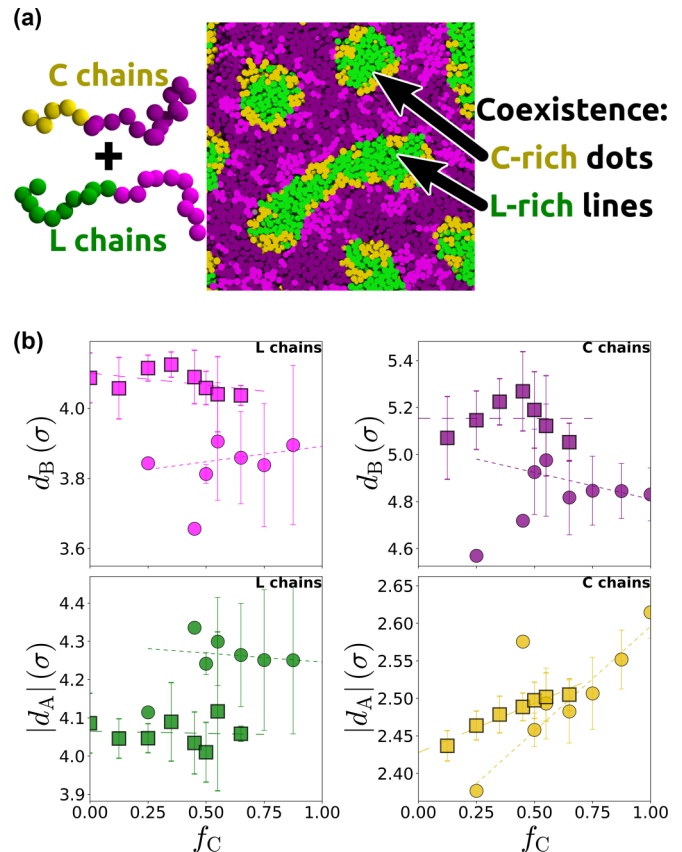 (a)
C chains
+
L chains
Coexistence:
C-rich dots
L-rich lines
(b)
L chains
d_B (σ)
4.0
3.8
3.6
C chains
d_B (σ)
5.4
5.2
5.0
4.8
4.6
L chains
|d_A| (σ)
4.4
4.3
4.2
4.1
4.0
3.9
0.00 0.25 0.50 0.75 1.00
f_C
C chains
|d_A| (σ)
2.65
2.60
2.55
2.50
2.45
2.40
0.00 0.25 0.50 0.75 1.00
f_C